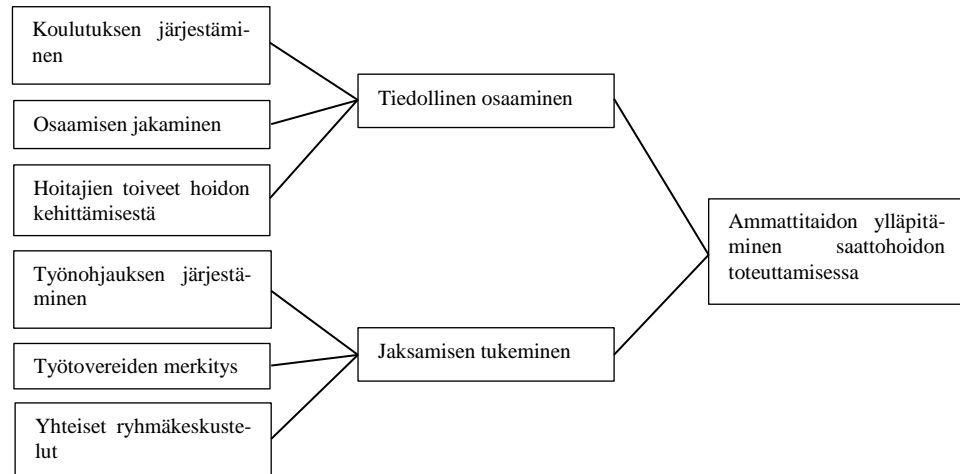 Koulutuksen järjestämi-
nen
Osaamisen jakaminen
Hoitajien toiveet hoidon
kehittämisestä
Työnohjauksen järjestä-
minen
Työtovereiden merkitys
Yhteiset ryhmäkeskuste-
lut
Tiedollinen osaaminen
Jaksamisen tukeminen
Ammattitaidon ylläpitä-
minen saattohoidon
toteuttamisessa